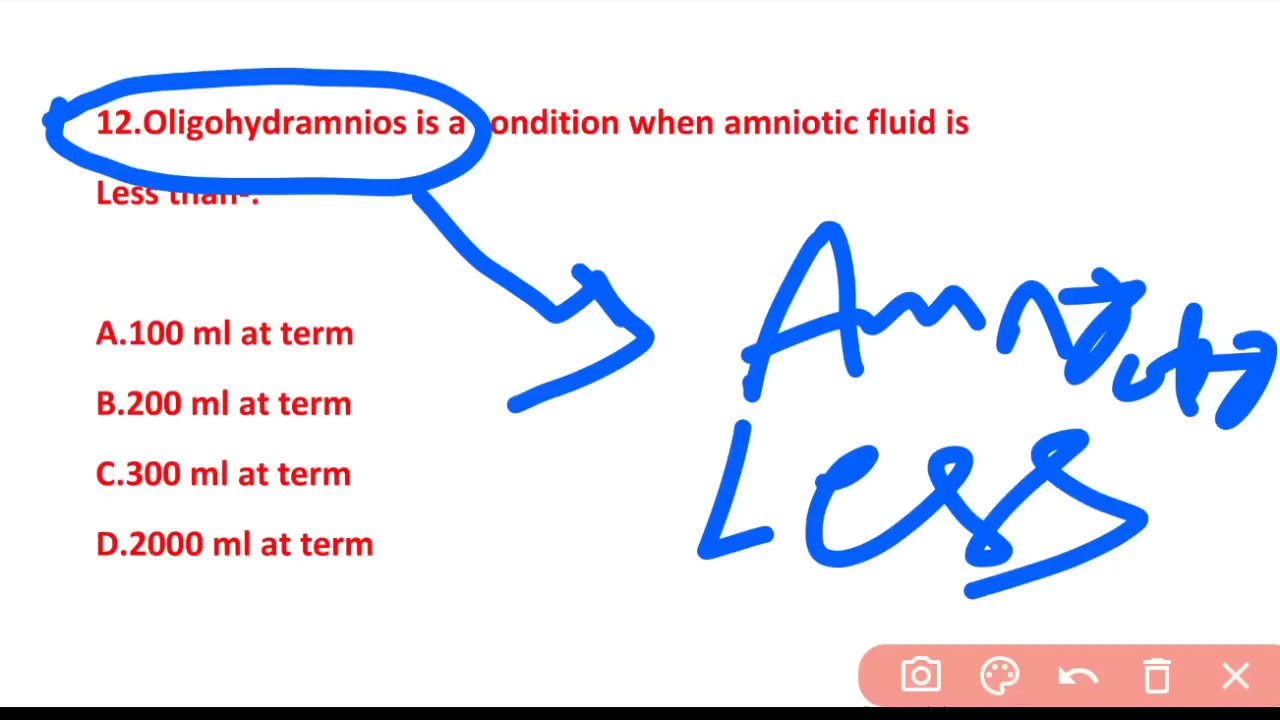 12.Oligohydramnios is a condition when amniotic fluid is
Less than-.
A.100 ml at term
B.200 ml at term
C.300 ml at term
D.2000 ml at term
Less